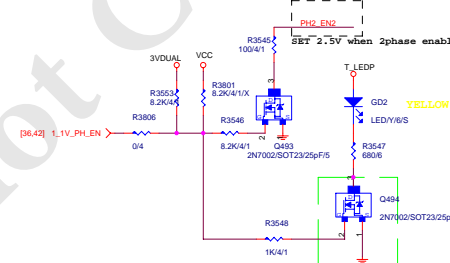 PH2_EN2
SET 2.5V when 2phase enabl
R3545
100/4/1
3VDUAL
VCC
T_LEDP
R3553
8.2K/4/
R3801
8.2K/4/1/X
GD2
YELLOW
LED/Y/6/S
R3806
0/4
[36,42] 1_1V_PH_EN
R3546
8.2K/4/1
3
D
G
S
2
Q493
2N7002/SOT23/25pF/5
R3547
680/6
3
D
G
S
2
1
Q494
2N7002/SOT23/25p
R3548
1K/4/1
not C